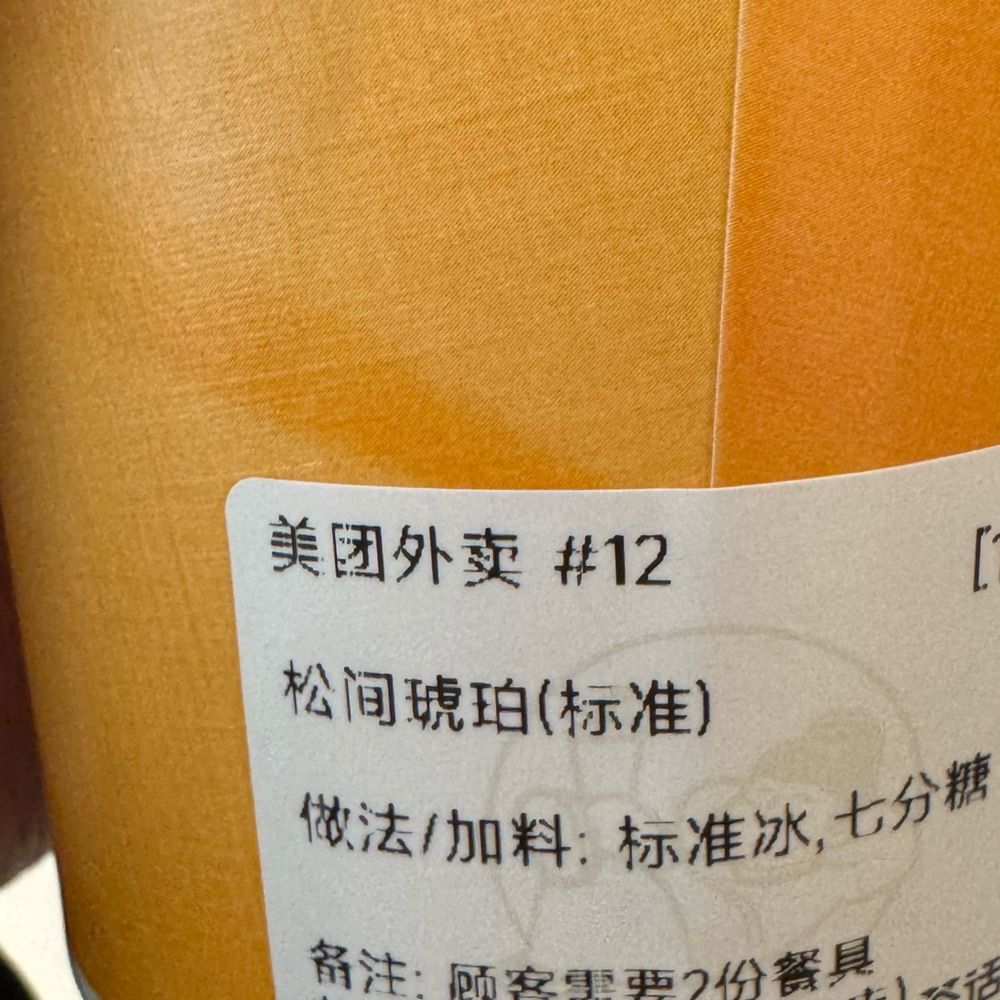 美团外卖 #12
松间琥珀(标准)
做法/加料: 标准冰,七分糖
备注: 顾客需要2份餐具